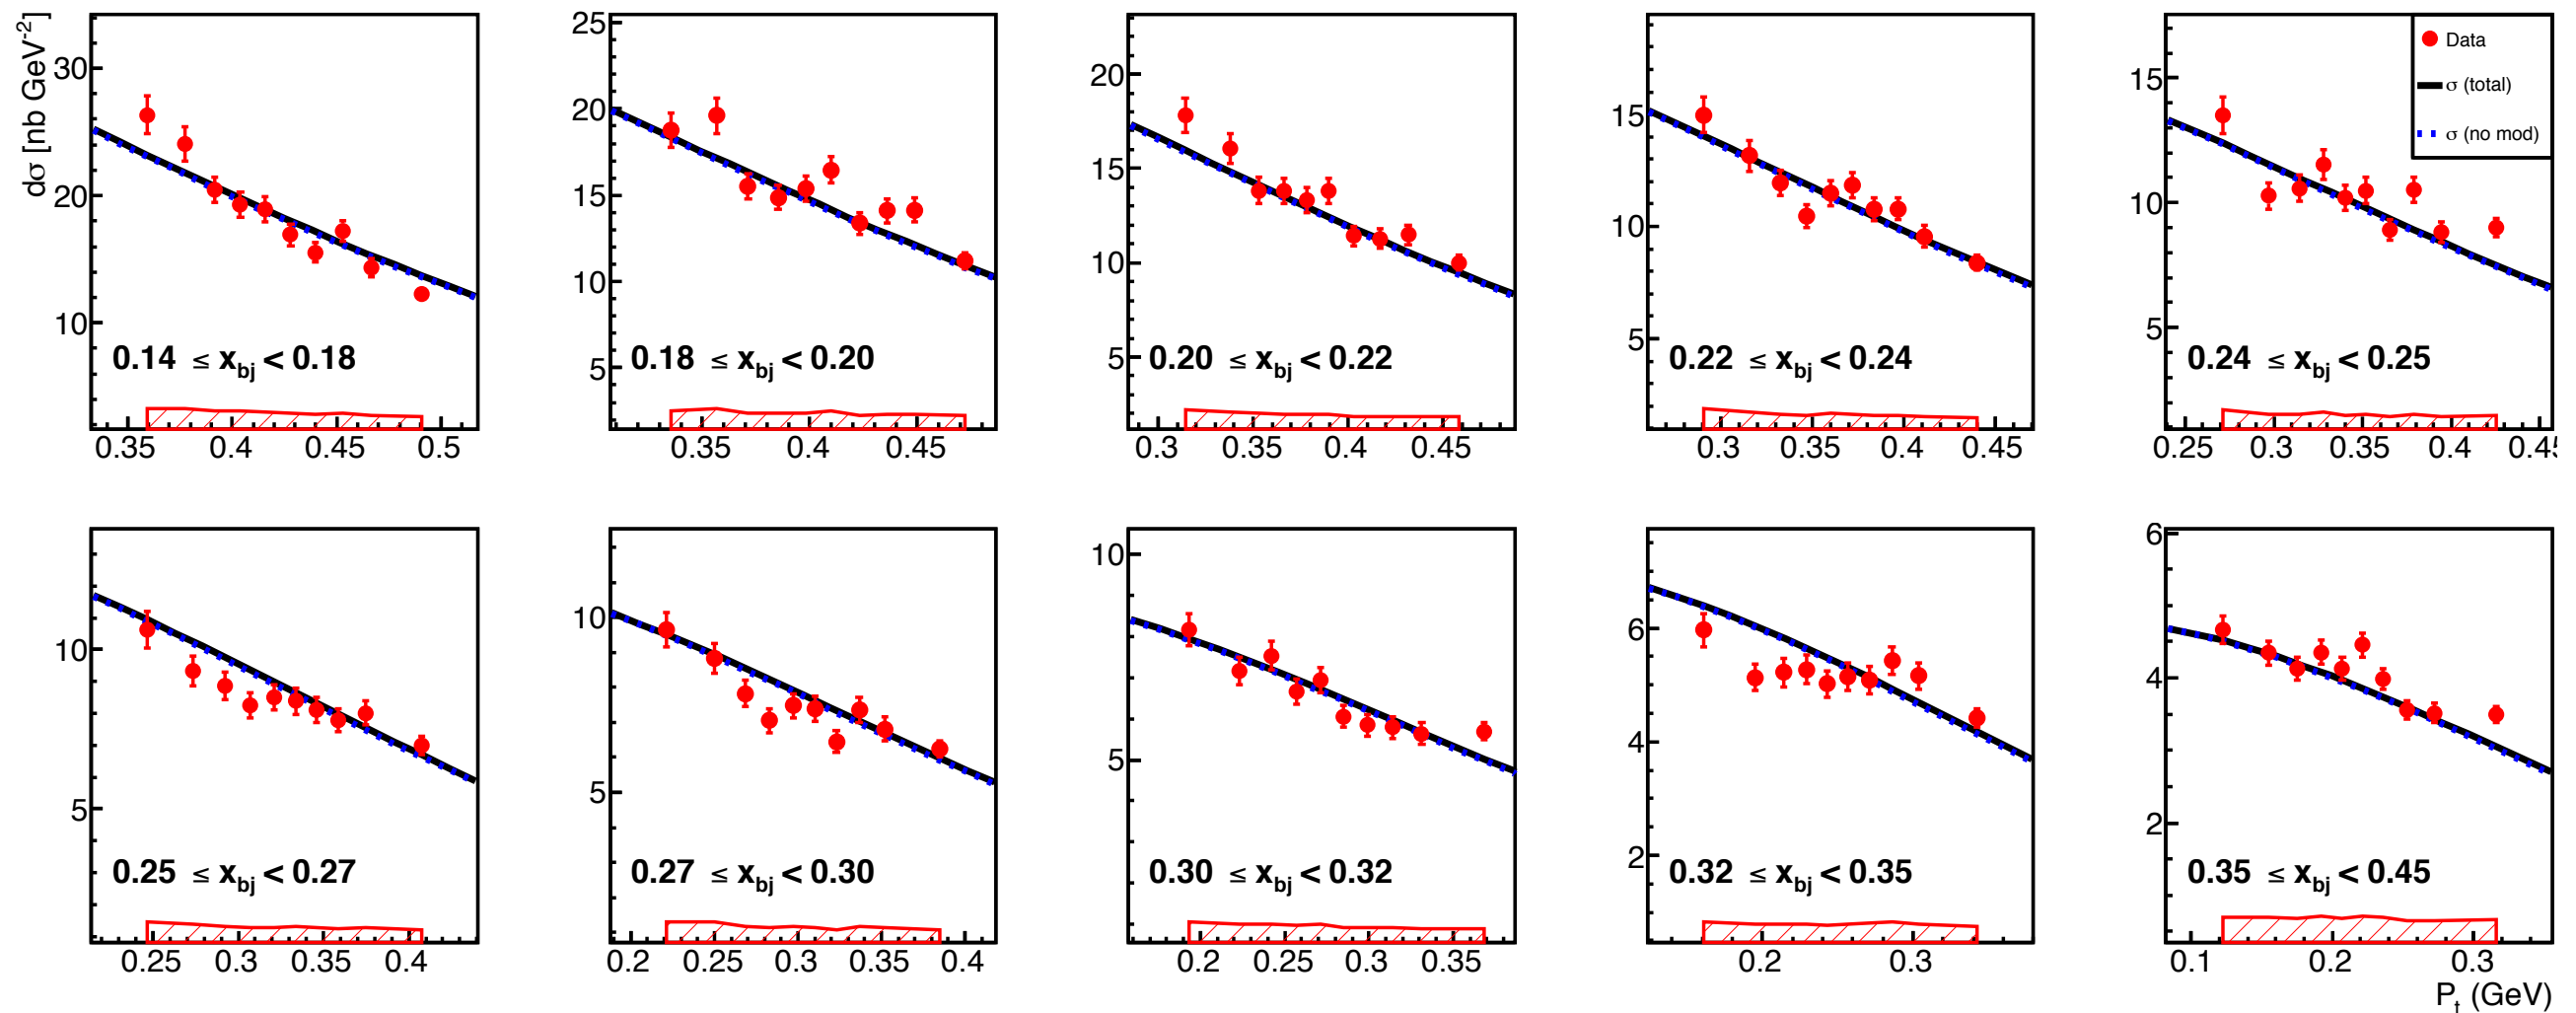 dσ [nb GeV⁻²]
30
20
10
0.14 ≤ x_bj < 0.18
0.35 0.4 0.45 0.5
25
20
15
10
5
0.18 ≤ x_bj < 0.20
0.35 0.4 0.45
20
15
10
5
0.20 ≤ x_bj < 0.22
0.3 0.35 0.4 0.45
15
10
5
0.22 ≤ x_bj < 0.24
0.3 0.35 0.4 0.45
Data
σ (total)
σ (no mod)
15
10
5
0.24 ≤ x_bj < 0.25
0.25 0.3 0.35 0.4
10
5
0.25 ≤ x_bj < 0.27
0.25 0.3 0.35 0.4
10
5
0.27 ≤ x_bj < 0.30
0.2 0.25 0.3 0.35 0.4
10
5
0.30 ≤ x_bj < 0.32
0.2 0.25 0.3 0.35
6
4
2
0.32 ≤ x_bj < 0.35
0.2 0.3
6
4
2
0.35 ≤ x_bj < 0.45
0.1 0.2 0.3
P_t (GeV)